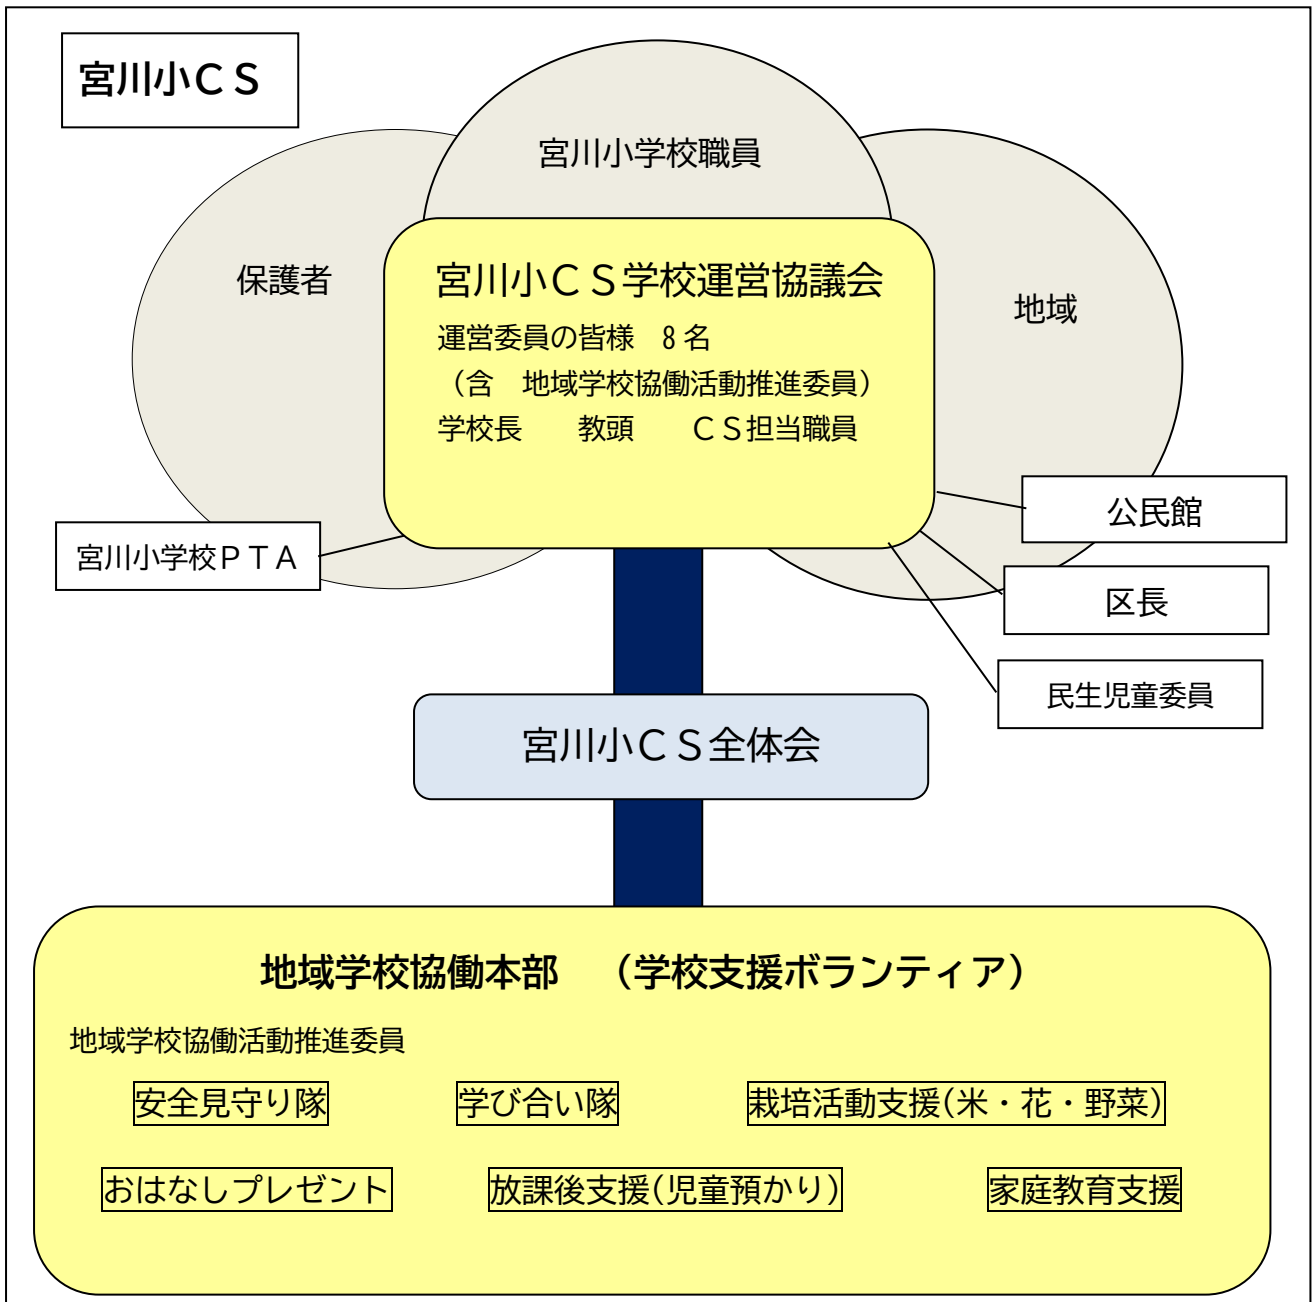 宮川小ＣＳ
宮川小学校職員
保護者
地域
宮川小ＣＳ学校運営協議会
運営委員の皆様　8名
（含　地域学校協働活動推進委員）
学校長　　教頭　　ＣＳ担当職員
宮川小学校ＰＴＡ
公民館
区長
民生児童委員
宮川小ＣＳ全体会
地域学校協働本部　（学校支援ボランティア）
地域学校協働活動推進委員
安全見守り隊　学び合い隊　栽培活動支援(米・花・野菜)
おはなしプレゼント　放課後支援(児童預かり)　家庭教育支援